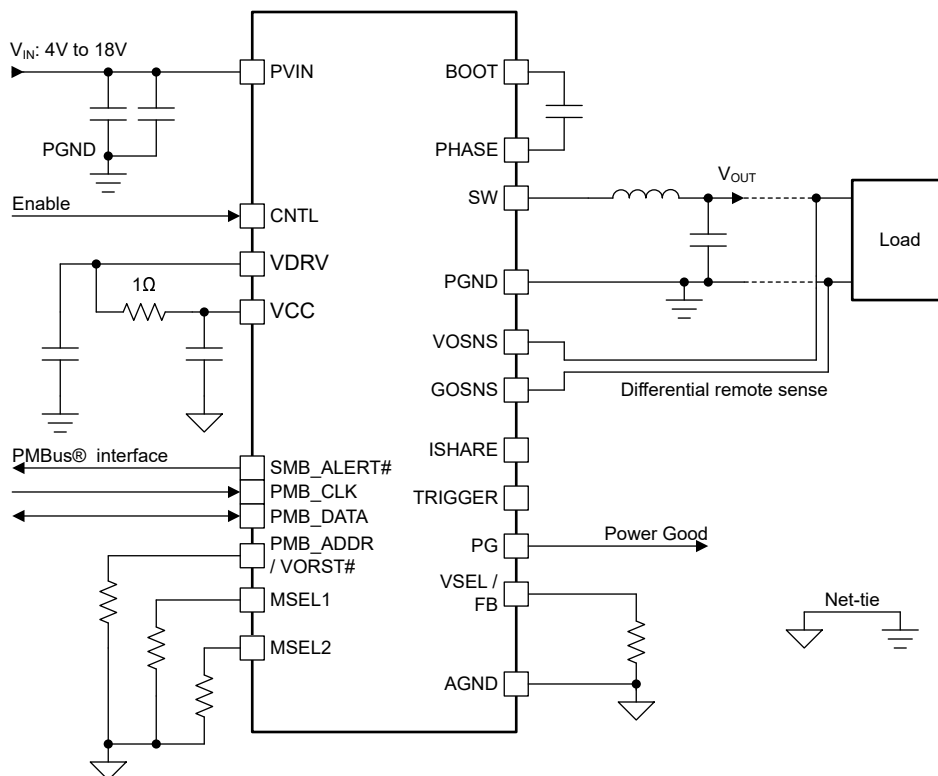 V_IN: 4V to 18V
PVIN
PGND
Enable
CNTL
VDRV
1Ω
VCC
PMBus® interface
SMB_ALERT#
PMB_CLK
PMB_DATA
PMB_ADDR
/ VORST#
MSEL1
MSEL2
BOOT
PHASE
SW
V_OUT
Load
PGND
VOSNS
GOSNS
Differential remote sense
ISHARE
TRIGGER
PG
Power Good
VSEL /
FB
Net-tie
AGND